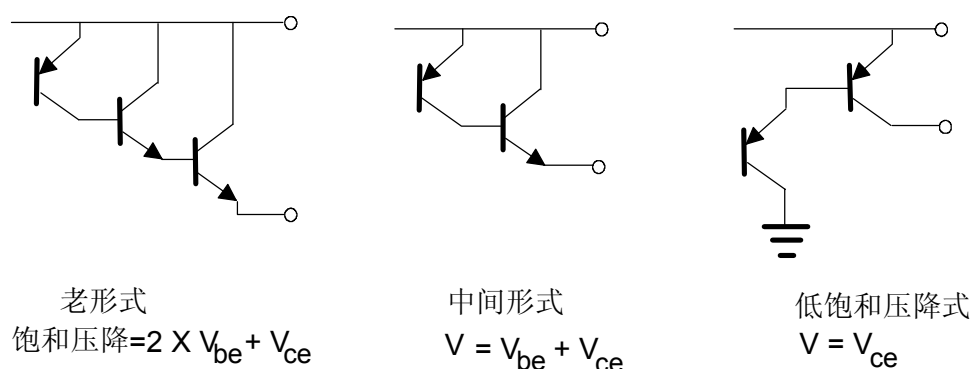 老形式
饱和压降=2 X Vbe + Vce
中间形式
V = Vbe + Vce
低饱和压降式
V = Vce